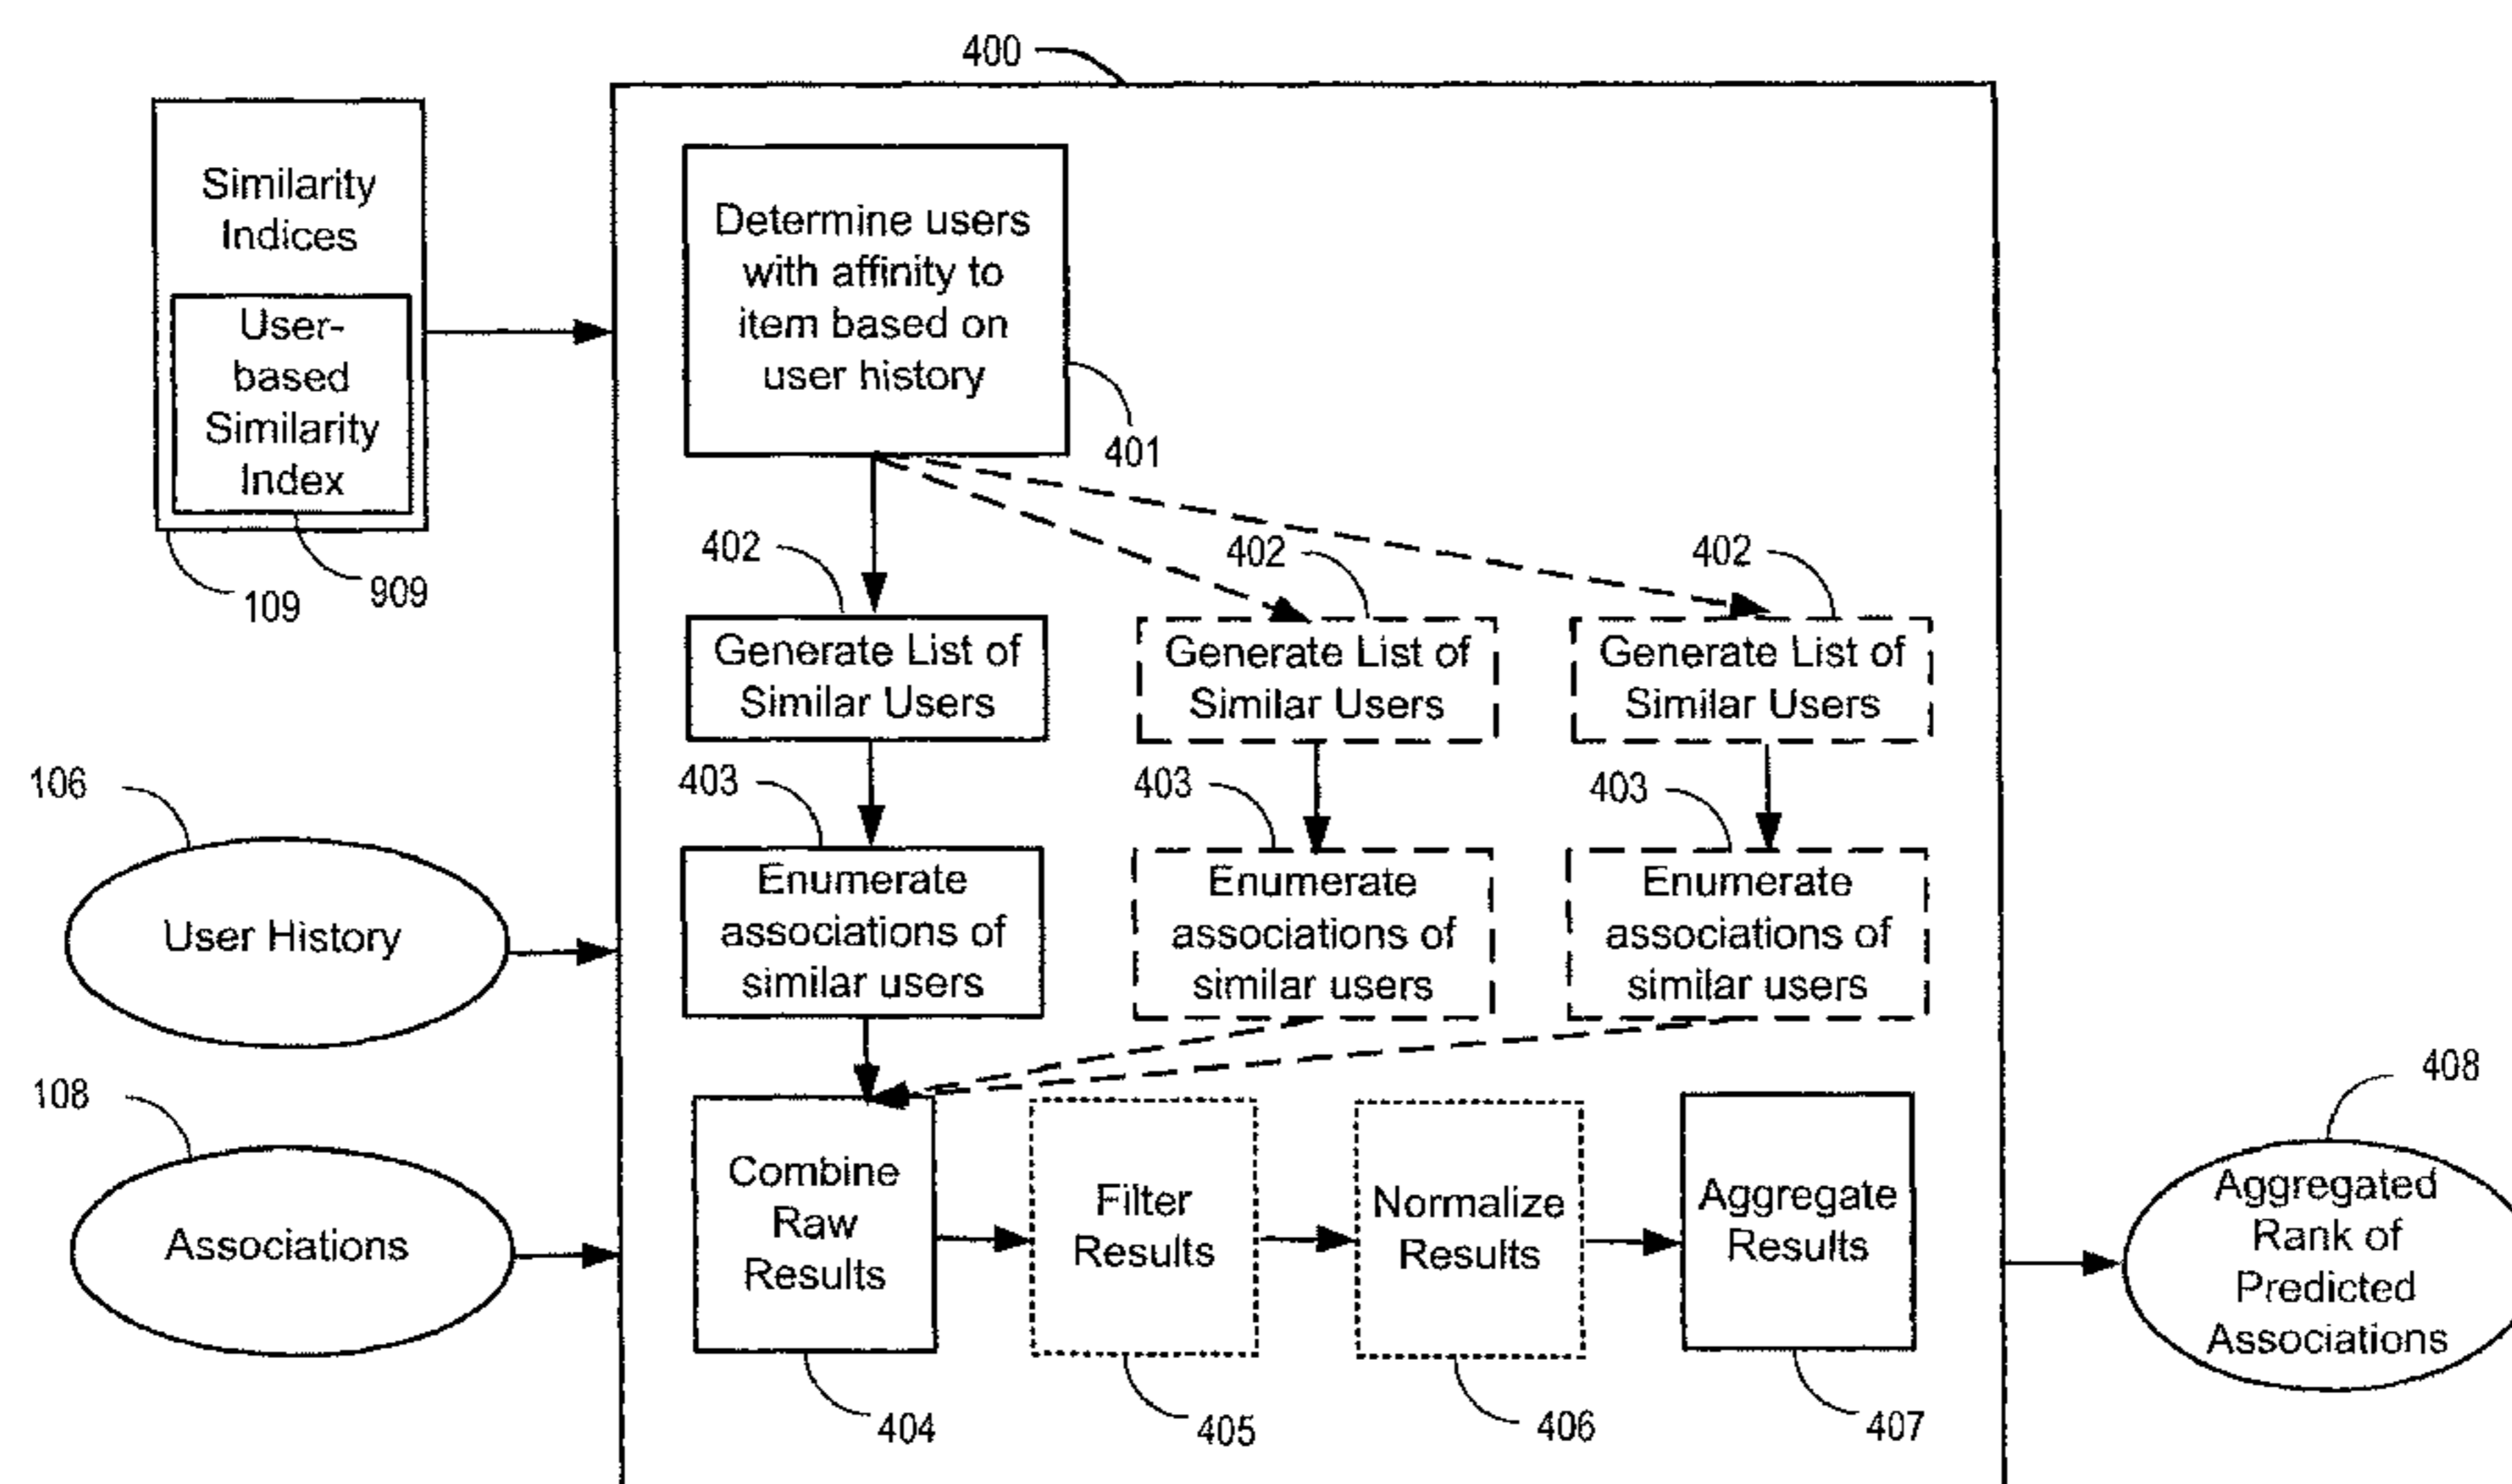 400
Similarity
Indices
User-
based
Similarity
Index
109
909
Determine users
with affinity to
item based on
user history
401
402
402
402
Generate List of
Similar Users
Generate List of
Similar Users
Generate List of
Similar Users
403
403
403
Enumerate
associations of
similar users
Enumerate
associations of
similar users
Enumerate
associations of
similar users
106
User History
108
Associations
Combine
Raw
Results
404
Filter
Results
405
Normalize
Results
406
Aggregate
Results
407
408
Aggregated
Rank of
Predicted
Associations